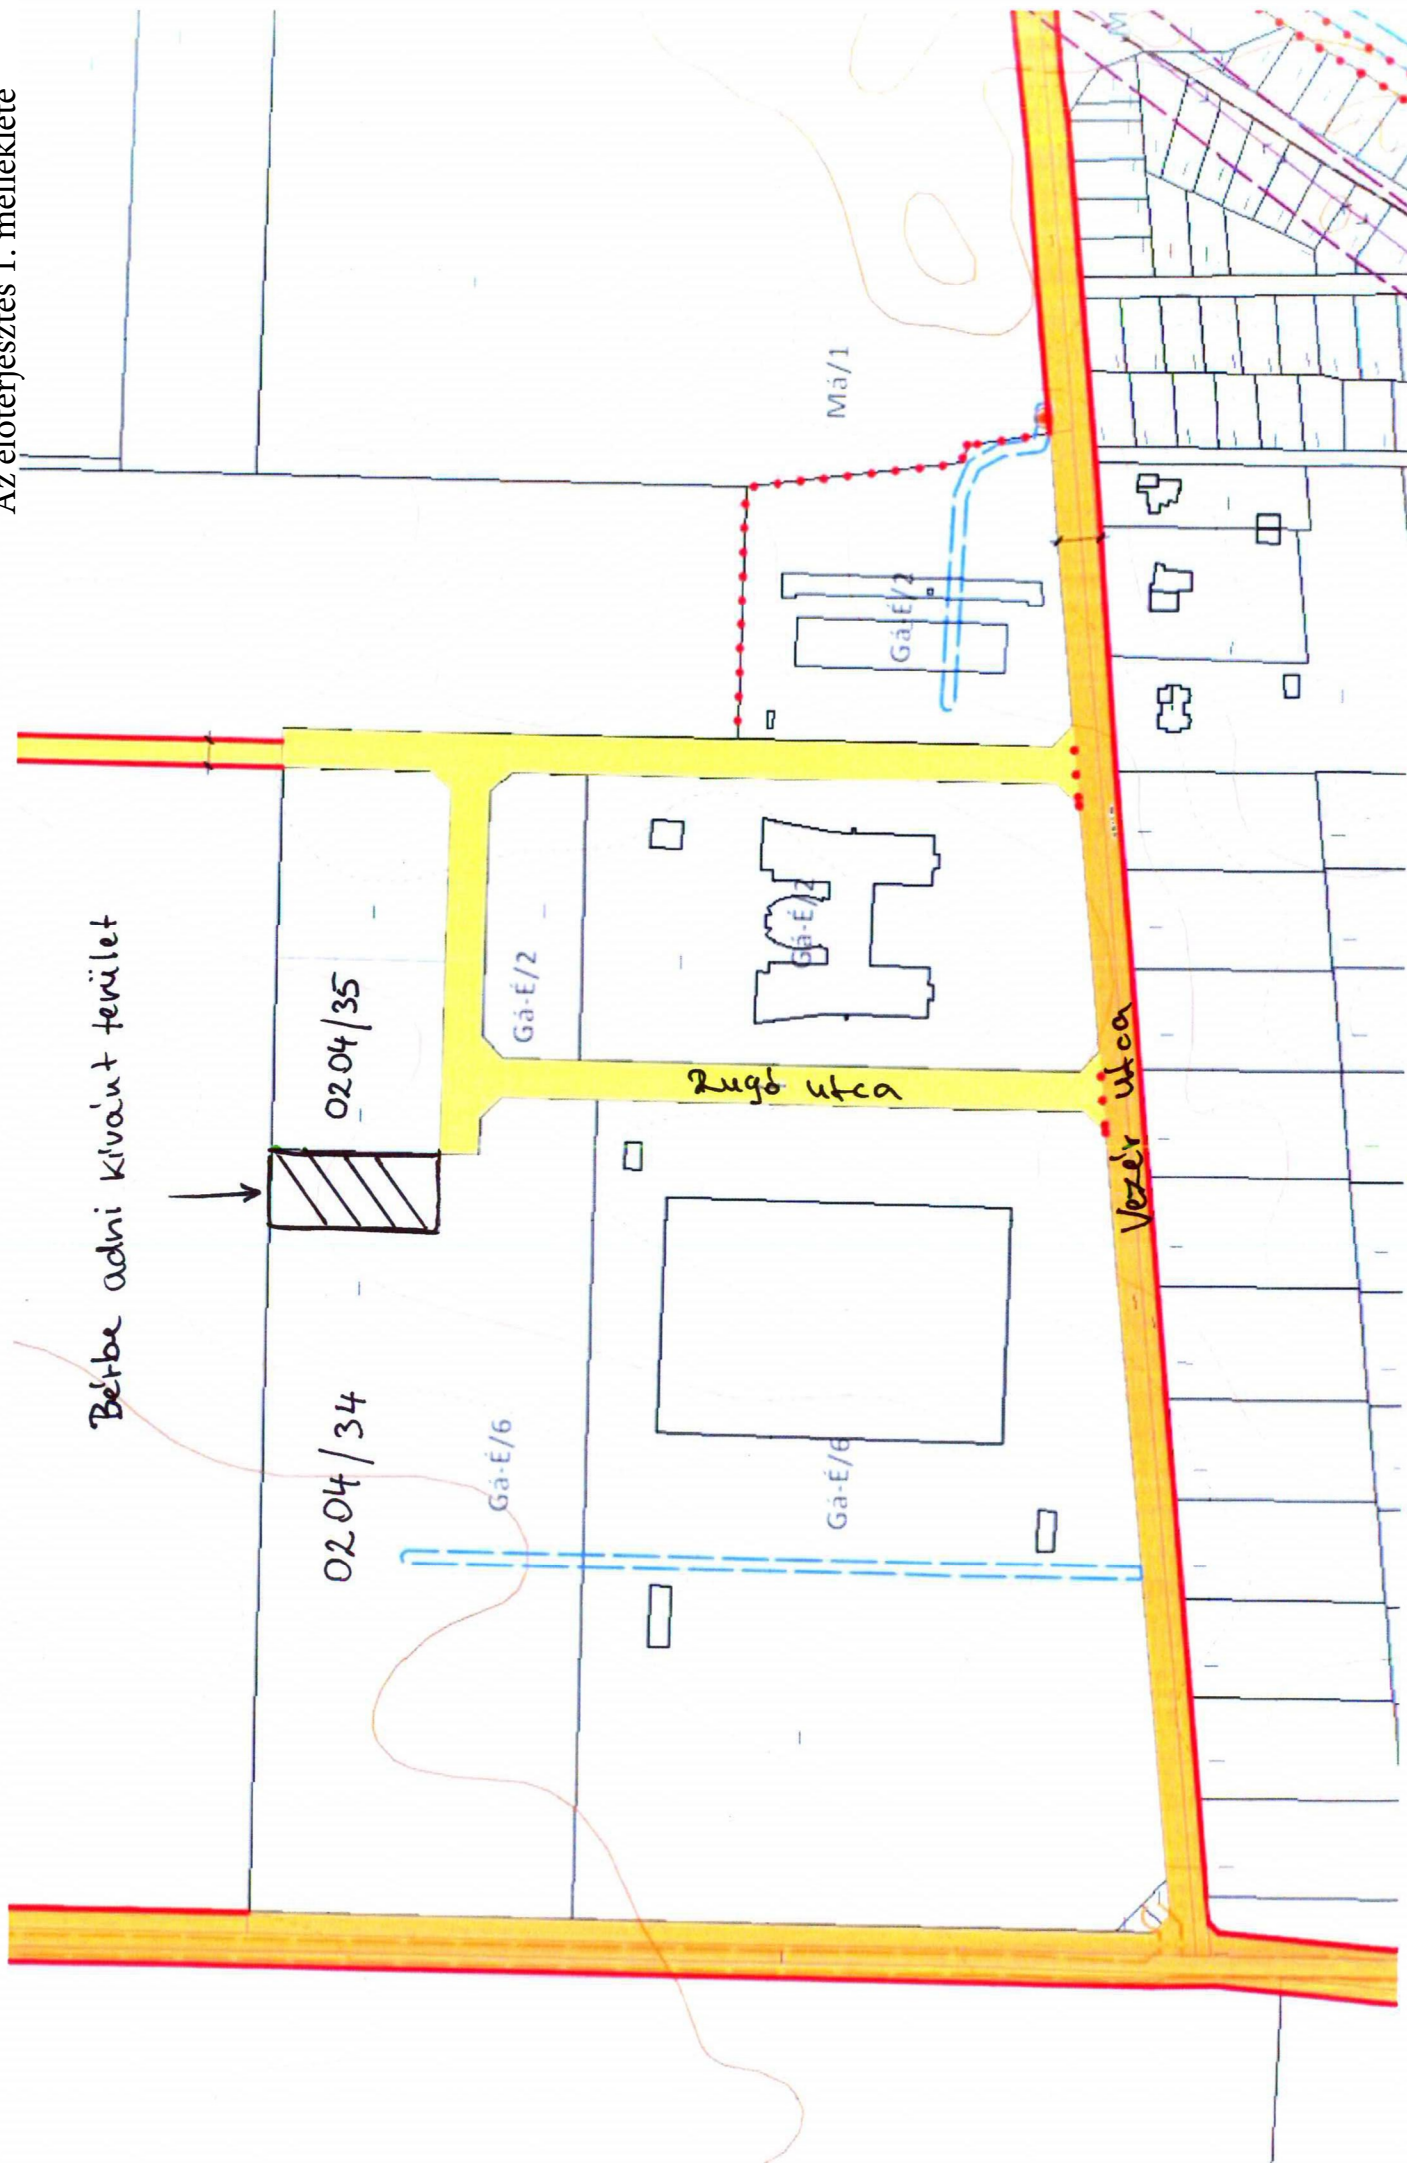 Az előterjesztés 1. melléklete
Bérbe adni kívánt terület
0204/34
0204/35
Gá-É/6
Gá-É/2
Gá-É/6
Gá-É/2
Gá-É/2
Má/1
Rugó utca
Vezér utca